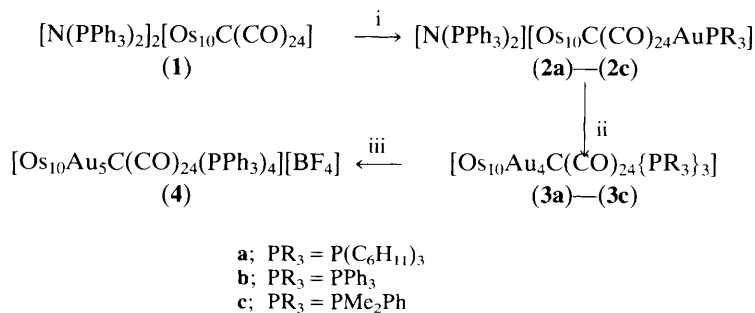 [N(PPh₃)₂]₂[Os₁₀C(CO)₂₄] i [N(PPh₃)₂][Os₁₀C(CO)₂₄AuPR₃]
(1) (2a)—(2c)
ii
[Os₁₀Au₅C(CO)₂₄(PPh₃)₄][BF₄] iii [Os₁₀Au₄C(CO)₂₄{PR₃}₃]
(4) (3a)—(3c)
a; PR₃ = P(C₆H₁₁)₃
b; PR₃ = PPh₃
c; PR₃ = PMe₂Ph